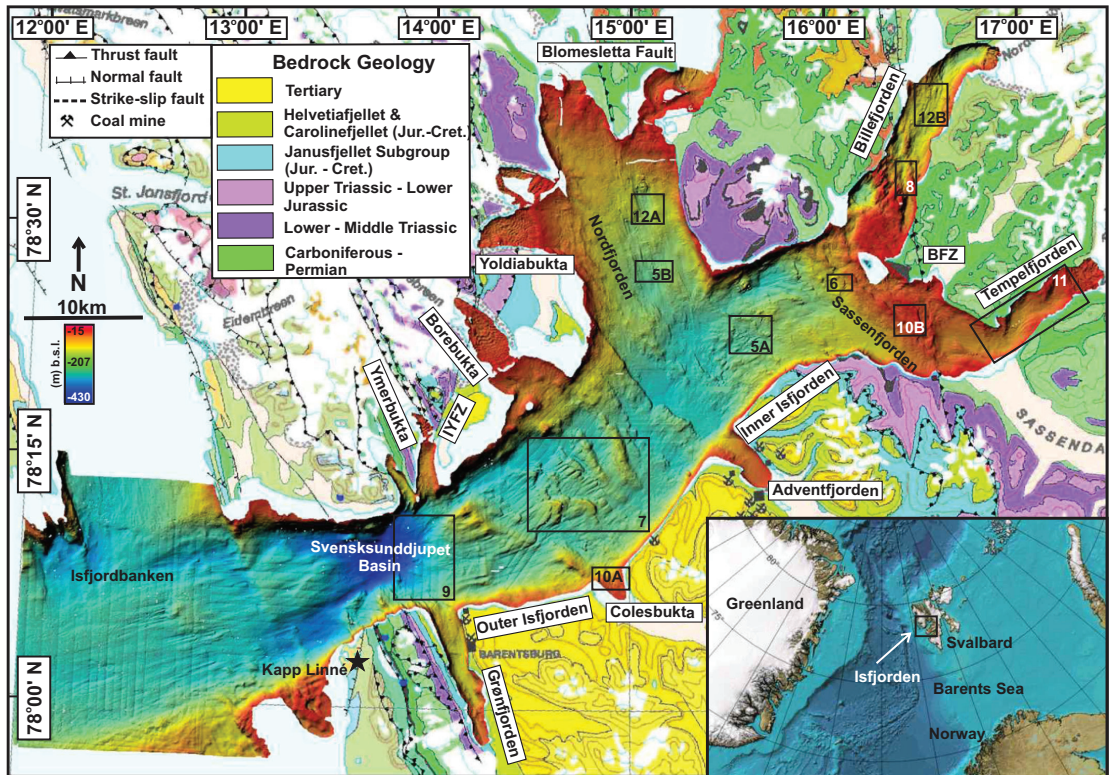 12°00' E
13°00' E
14°00' E
15°00' E
16°00' E
17°00' E
Thrust fault
Normal fault
Strike-slip fault
Coal mine
Bedrock Geology
Tertiary
Helvetiafjellet &
Carolinefjellet (Jur.-Cret.
Janusfjellet Subgroup
(Jur. - Cret.)
Upper Triassic - Lower
Jurassic
Lower - Middle Triassic
Carboniferous -
Permian
Blomesletta Fault
Billefjorden
12B
8
St. Jonsfjord
78°30' N
N
10km
-15
-207
-430
(m) b.s.l.
12A
Nordfjorden
5B
Yoldiabukta
BFZ
Tempelfjorden
11
6
Sassenfjorden
10B
5A
Eidembreen
Borebukta
Ymerbukta
IYFZ
Inner Isfjorden
SASSENDA
78°15' N
7
Adventfjorden
Svensksunddjupet
Basin
Isfjordbanken
9
10A
Outer Isfjorden
Colesbukta
BARENTSBURG
Kapp Linné
Grønfjorden
78°00' N
80°
75°
Greenland
Svalbard
Isfjorden
Barents Sea
Norway